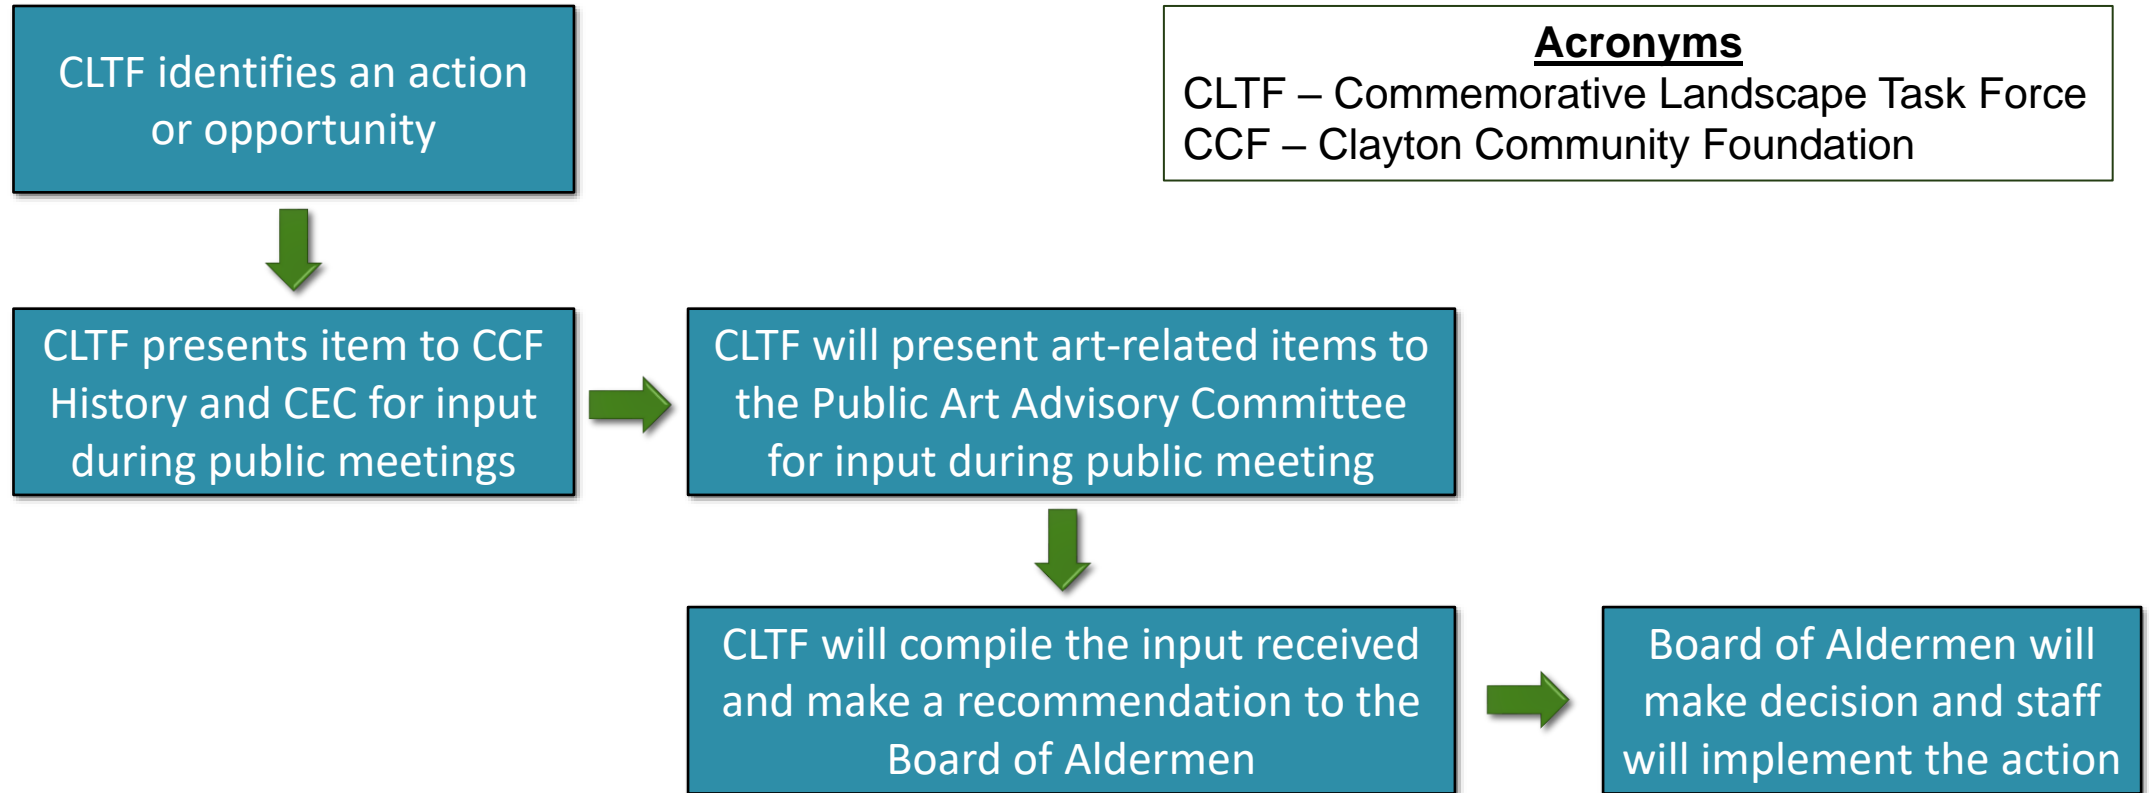 CLTF identifies an action
or opportunity
Acronyms
CLTF – Commemorative Landscape Task Force
CCF – Clayton Community Foundation
CLTF presents item to CCF
History and CEC for input
during public meetings
CLTF will present art-related items to
the Public Art Advisory Committee
for input during public meeting
CLTF will compile the input received
and make a recommendation to the
Board of Aldermen
Board of Aldermen will
make decision and staff
will implement the action